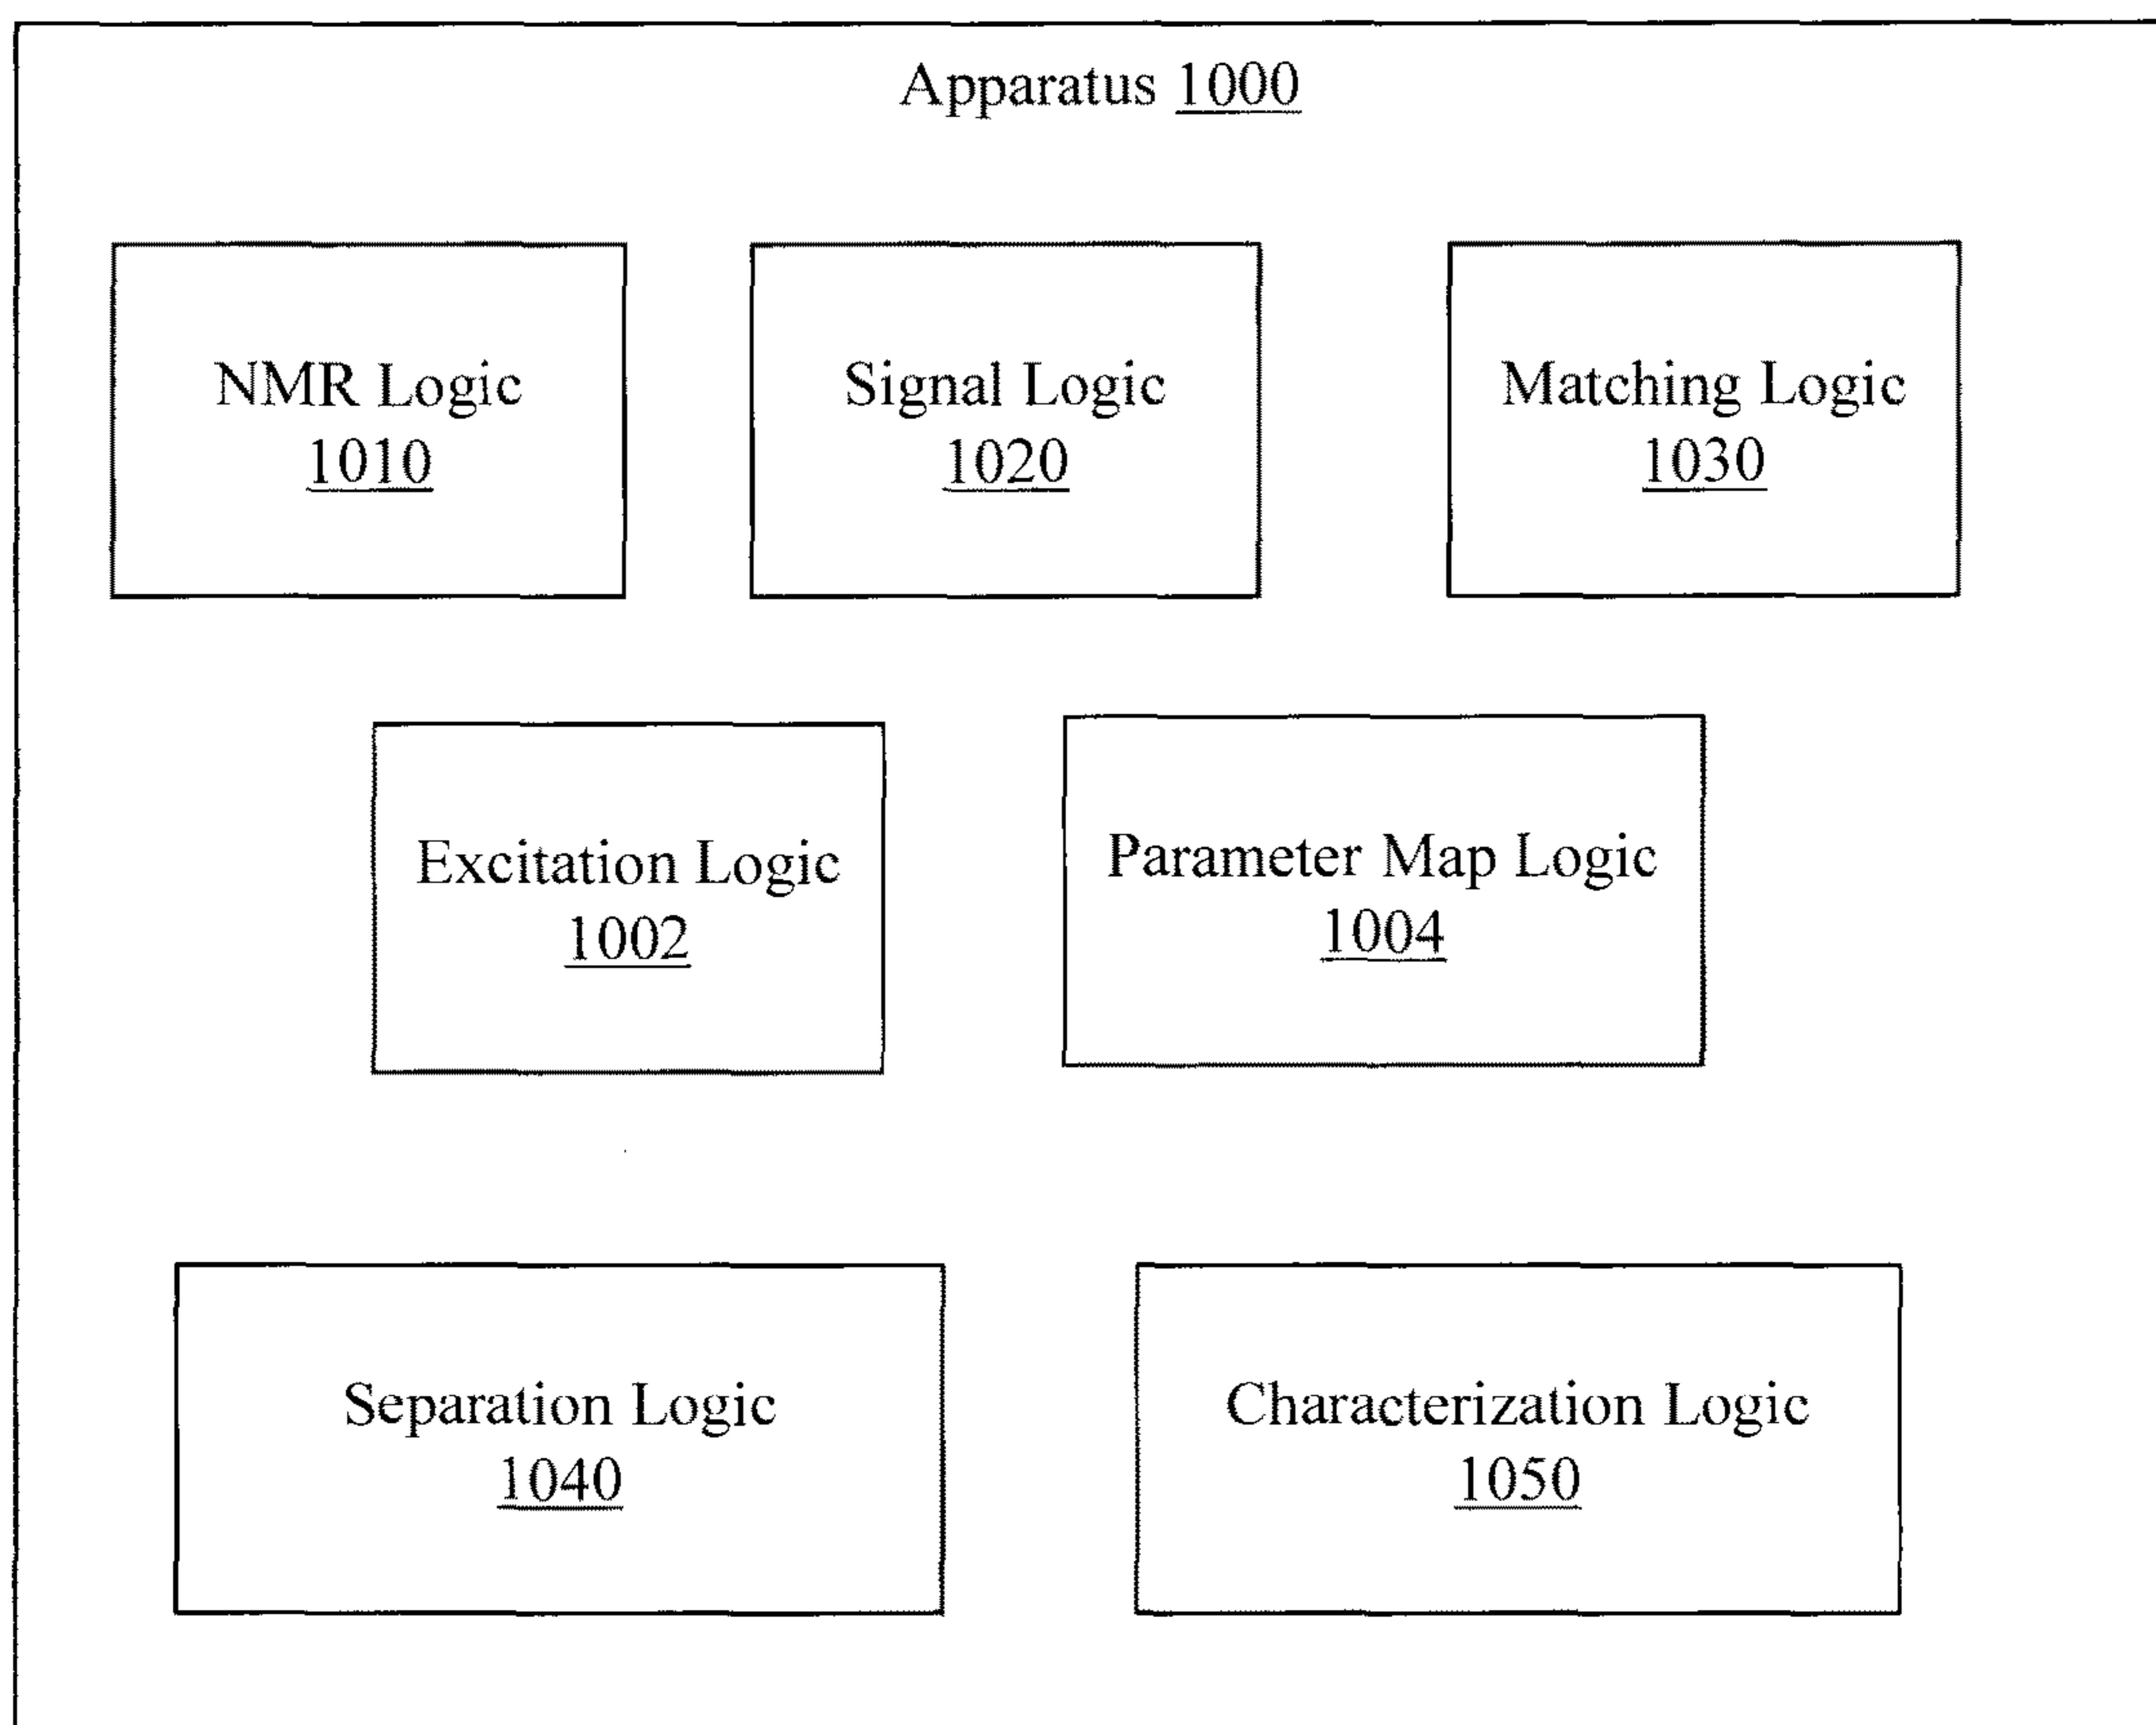 Apparatus 1000
NMR Logic
1010
Signal Logic
1020
Matching Logic
1030
Excitation Logic
1002
Parameter Map Logic
1004
Separation Logic
1040
Characterization Logic
1050